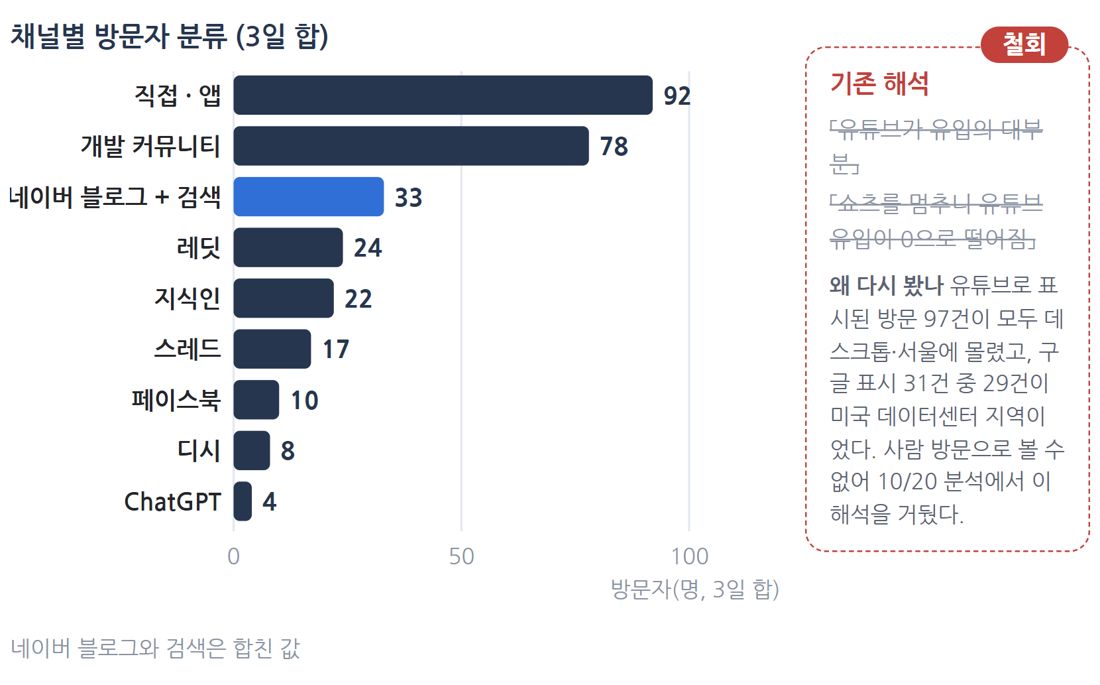 채널별 방문자 분류 (3일 합)
직접 · 앱 92
개발 커뮤니티 78
네이버 블로그 + 검색 33
레딧 24
지식인 22
스레드 17
페이스북 10
디시 8
ChatGPT 4
0 50 100
방문자(명, 3일 합)
네이버 블로그와 검색은 합친 값
철회
기존 해석
「유튜브가 유입의 대부
분」
「쇼츠를 멈추니 유튜브
유입이 0으로 떨어짐」
왜 다시 봤나 유튜브로 표
시된 방문 97건이 모두 데
스크톱·서울에 몰렸고, 구
글 표시 31건 중 29건이
미국 데이터센터 지역이
었다. 사람 방문으로 볼 수
없어 10/20 분석에서 이
해석을 거뒀다.